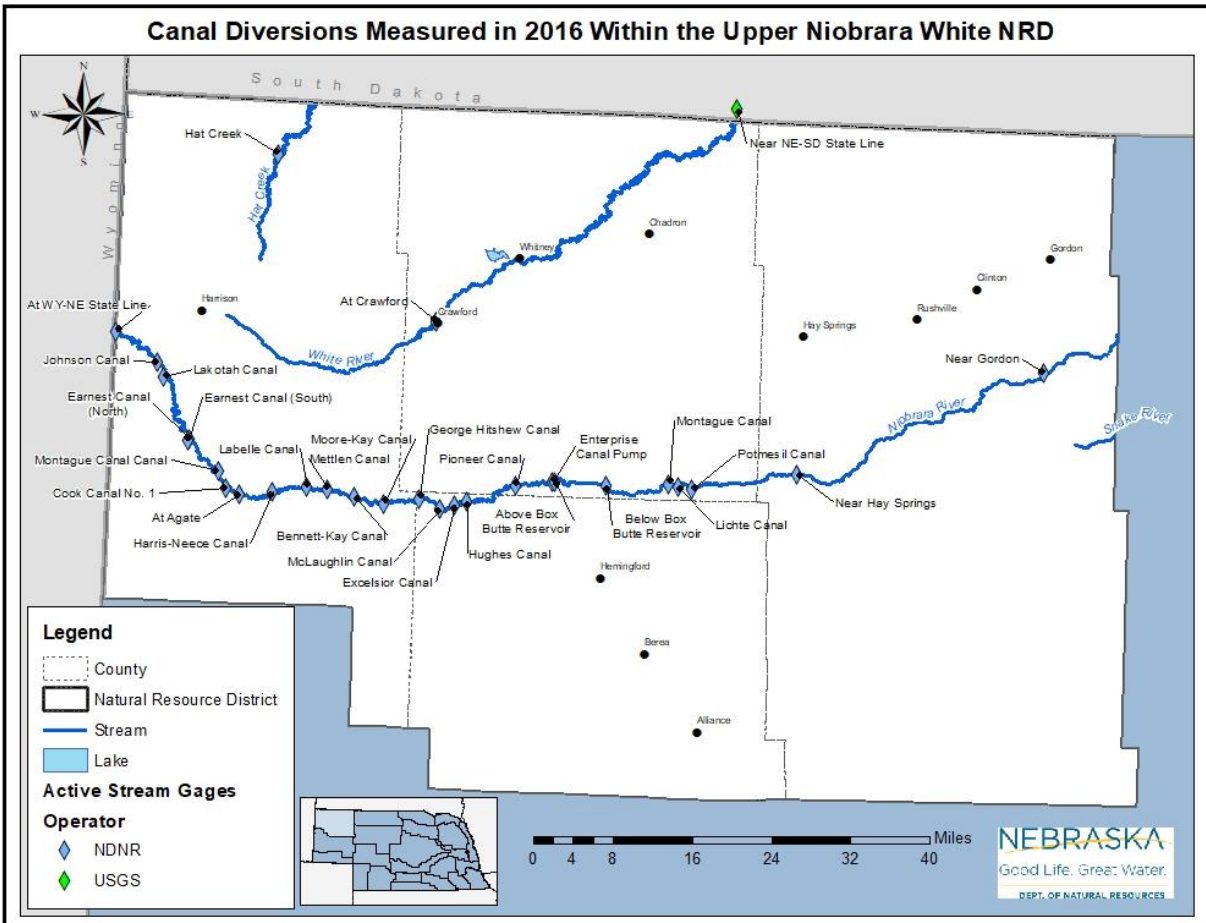 Canal Diversions Measured in 2016 Within the Upper Niobrara White NRD
N
W
E
S
South Dakota
Wyoming
Hat Creek
Hat Creek
Near NE-SD State Line
Chadron
Whitney
Gordon
Clinton
Rushville
Hay Springs
At WY-NE State Line
Harrison
At Crawford
Crawford
White River
Johnson Canal
Lakotah Canal
Near Gordon
Niobrara River
Snake River
Earnest Canal
(North)
Earnest Canal (South)
Montague Canal Canal
Cook Canal No. 1
At Agate
Harris-Neece Canal
Labelle Canal
Mettlen Canal
Moore-Kay Canal
Bennett-Kay Canal
George Hitshew Canal
McLaughlin Canal
Excelsior Canal
Hughes Canal
Pioneer Canal
Above Box
Butte Reservoir
Enterprise
Canal Pump
Below Box
Butte Reservoir
Montague Canal
Lichte Canal
Potmesil Canal
Near Hay Springs
Hemingford
Berea
Alliance
Legend
County
Natural Resource District
Stream
Lake
Active Stream Gages
Operator
NDNR
USGS
Miles
0 4 8 16 24 32 40
NEBRASKA
Good Life. Great Water.
DEPT. OF NATURAL RESOURCES